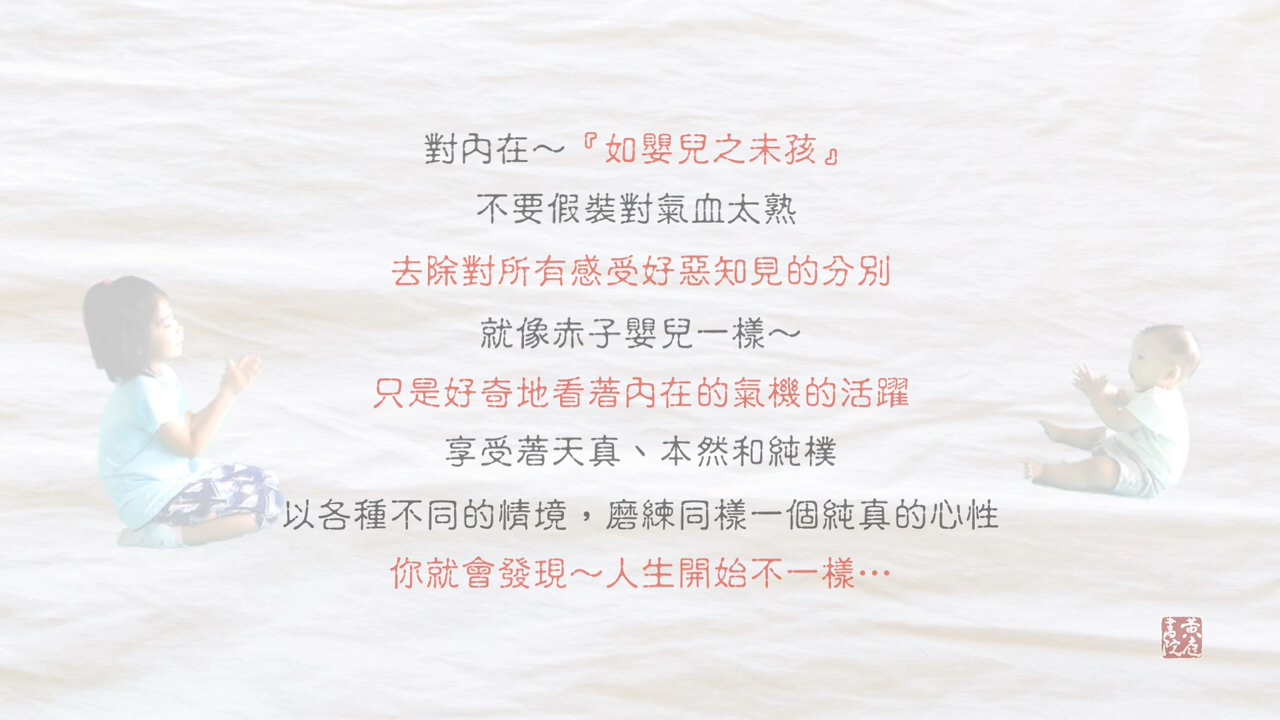 對內在～『如嬰兒之未孩』
不要假裝對氣血太熟
去除對所有感受好惡知見的分別
就像赤子嬰兒一樣～
只是好奇地看著內在的氣機的活躍
享受著天真、本然和純樸
以各種不同的情境，磨練同樣一個純真的心性
你就會發現～人生開始不一樣⋯
黃庭書院